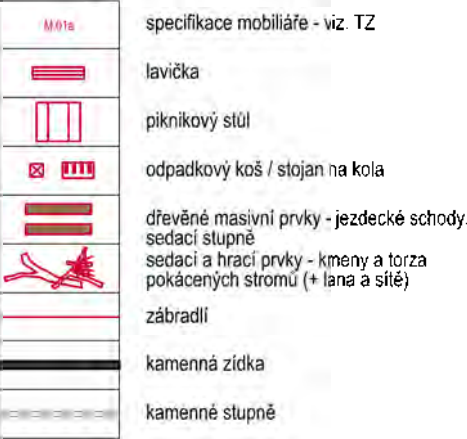 M.01a specifikace mobiliáře - viz. TZ
lavička
piknikový stůl
odpadkový koš / stojan na kola
dřevěné masivní prvky - jezdecké schody.
sedací stupně
sedací a hrací prvky - kmeny a torza
pokácených stromů (+ lana a sítě)
zábradlí
kamenná zídka
kamenné stupně